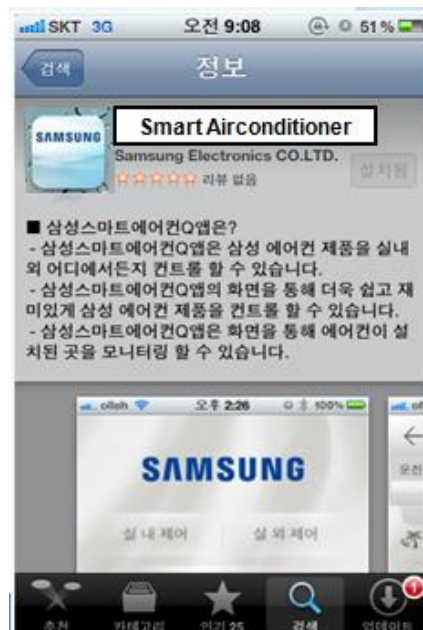 SKT 3G 오전 9:08 51%
검색 정보
SAMSUNG
Smart Airconditioner
Samsung Electronics CO.LTD.
리뷰 없음
설치됨
■ 삼성스마트에어컨Q앱은?
- 삼성스마트에어컨Q앱은 삼성 에어컨 제품을 실내
외 어디에서든지 컨트롤 할 수 있습니다.
- 삼성스마트에어컨Q앱의 화면을 통해 더욱 쉽고 재
미있게 삼성 에어컨 제품을 컨트롤 할 수 있습니다.
- 삼성스마트에어컨Q앱은 화면을 통해 에어컨이 설
치된 곳을 모니터링 할 수 있습니다.
olleh 오후 2:26 100%
SAMSUNG
실 내 제어 실 외 제어
운전
추천 카테고리 인기 25 검색 업데이트
1